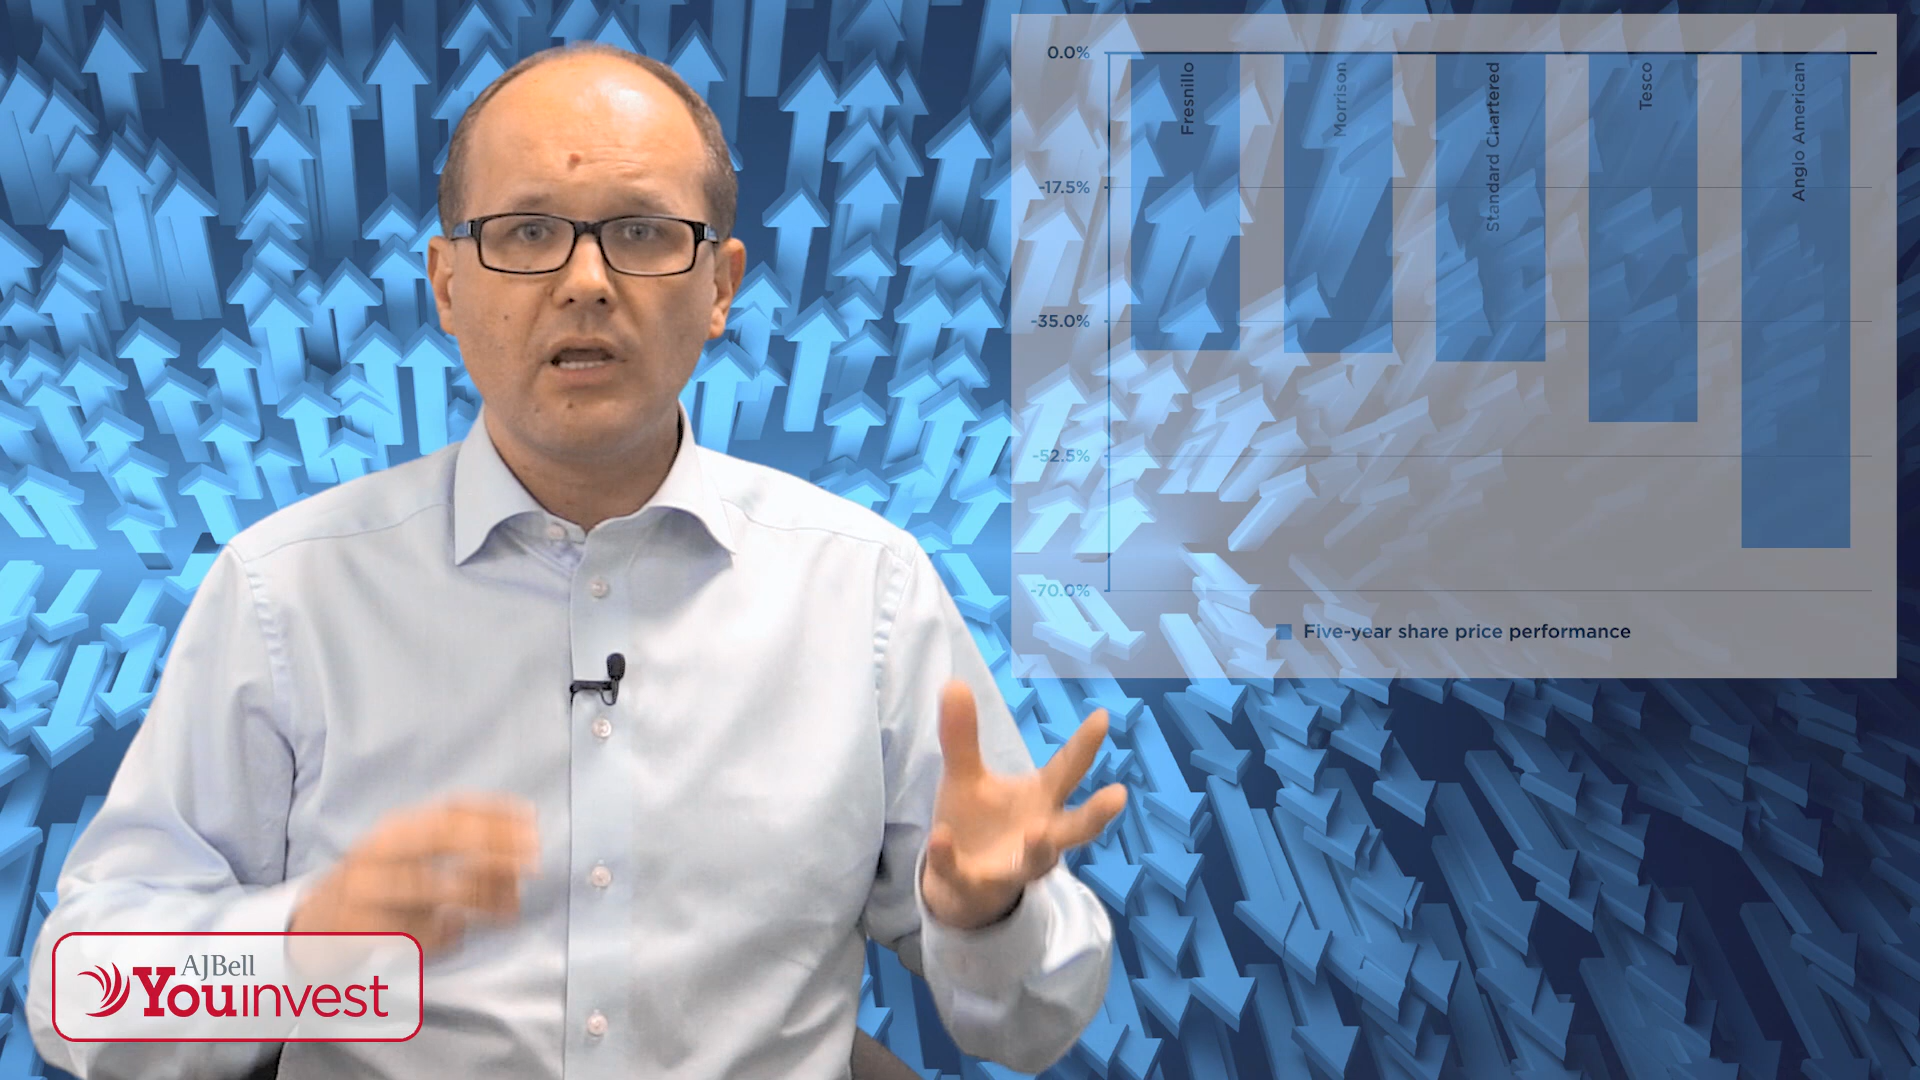 0.0%
-17.5%
-35.0%
-52.5%
-70.0%
Fresnillo
Morrison
Standard Chartered
Tesco
Anglo American
Five-year share price performance
AJBell
Youinvest